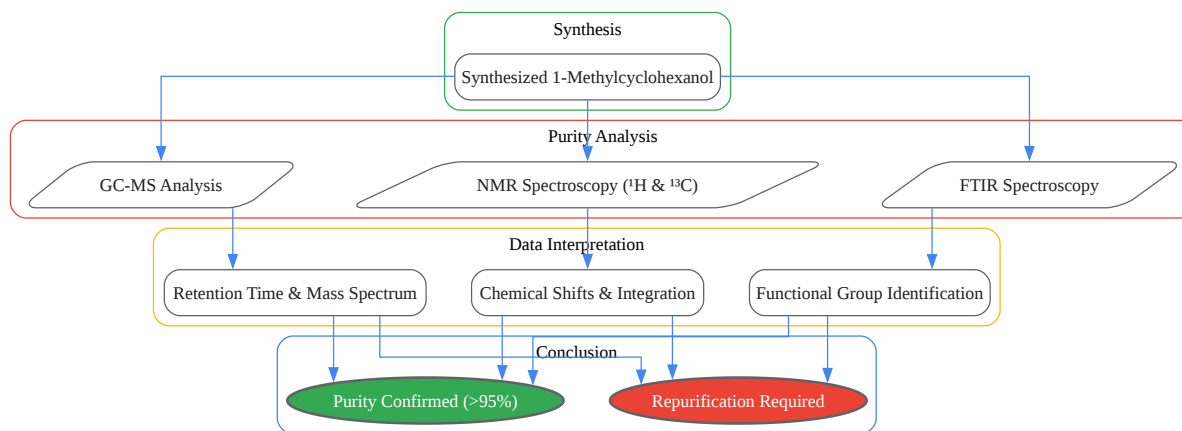 Synthesis
Synthesized 1-Methylcyclohexanol
Purity Analysis
GC-MS Analysis
NMR Spectroscopy (¹H & ¹³C)
FTIR Spectroscopy
Data Interpretation
Retention Time & Mass Spectrum
Chemical Shifts & Integration
Functional Group Identification
Conclusion
Purity Confirmed (>95%)
Repurification Required